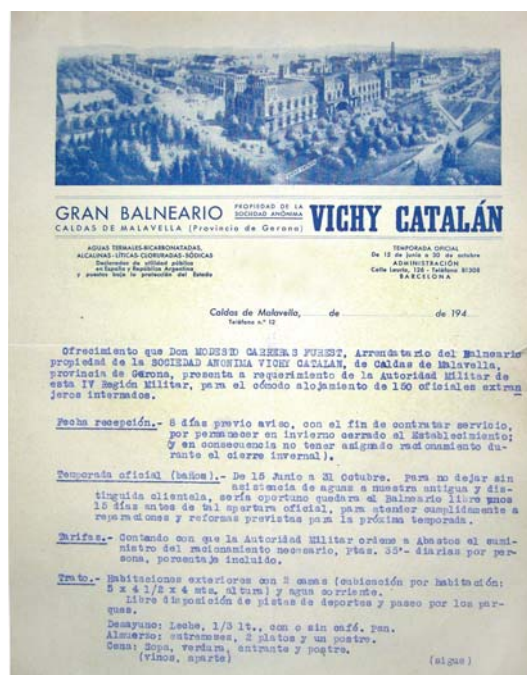 GRAN BALNEARIO PROPIEDAD DE LA SOCIEDAD ANÓNIMA VICHY CATALÁN
CALDAS DE MALAVELLA (Provincia de Gerona)
AGUAS TERMALES-BICARBONATADAS,
ALCALINAS-LÍTICAS-CLORURADAS-SÓDICAS
Declaradas de utilidad pública
en España y República Argentina
y puestas bajo la protección del Estado
TEMPORADA OFICIAL
De 15 de junio a 30 de octubre
ADMINISTRACIÓN
Calle Lauria, 126 - Teléfono 81308
BARCELONA
Caldas de Malavella, de de 194
Teléfono n.º 12
Ofrecimiento que Don MODESTO CARRERAS FUREST, Arrendatario del Balneario
propiedad de la SOCIEDAD ANONIMA VICHY CATALAN, de Caldas de Malavella,
provincia de Gerona, presenta a requerimiento de la Autoridad Militar de
esta IV Región Militar, para el cómodo alojamiento de 150 oficiales extran
jeros internados.
Fecha recepción.- 8 días previo aviso, con el fin de contratar servicio,
por permanecer en invierno cerrado el Establecimiento;
(y en consecuencia no tener asignado racionamiento du-
rante el cierre invernal).
Temporada oficial (baños).- De 15 Junio a 31 Octubre. Para no dejar sin
asistencia de aguas a nuestra antigua y dis-
tinguida clientela, sería oportuno quedara el Balneario libre unos
15 días antes de tal apertura oficial, para atender cumplidamente a
reparaciones y reformas previstas para la próxima temporada.
Tarifas.- Contando con que la Autoridad Militar ordene a Abastos el sumi-
nistro del racionamiento necesario, Ptas. 35'- diarias por per-
sona, porcentaje incluido.
Trato.- Habitaciones exteriores con 2 camas (cubicación por habitación:
5 x 4 1/2 x 4 mts. altura) y agua corriente.
Libre disposición de pistas de deportes y paseo por los par-
ques.
Desayuno: Leche, 1/3 lt., con o sin café. Pan.
Almuerzo: entremeses, 2 platos y un postre.
Cena: Sopa, verdura, entrante y postre.
(vinos, aparte) (sigue)